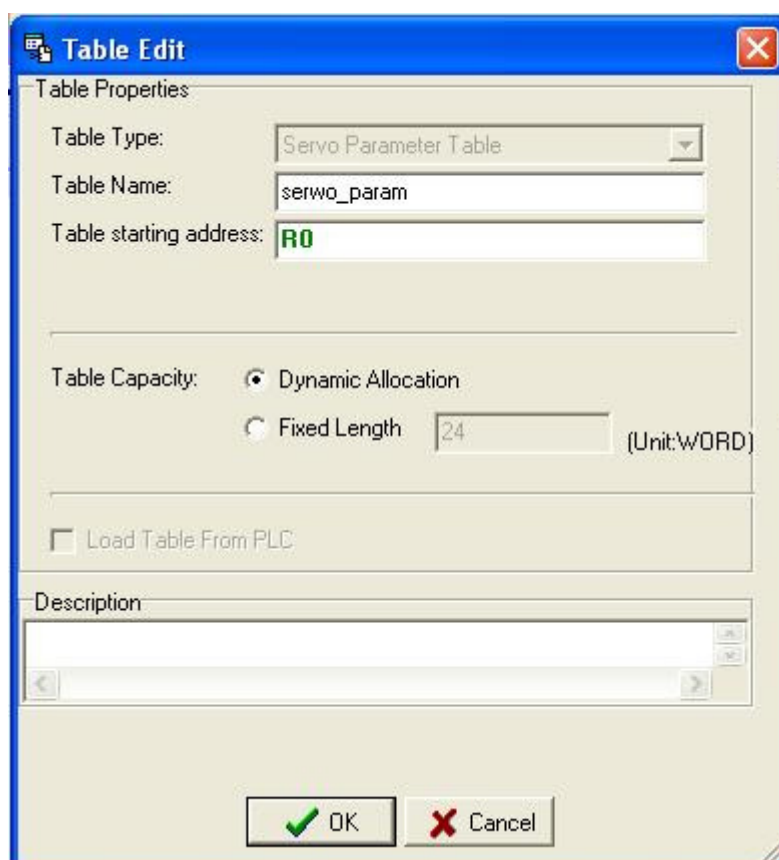 Table Edit
Table Properties
Table Type: Servo Parameter Table
Table Name: serwo_param
Table starting address: R0
Table Capacity: Dynamic Allocation
Fixed Length 24 (Unit:WORD)
Load Table From PLC
Description
OK Cancel